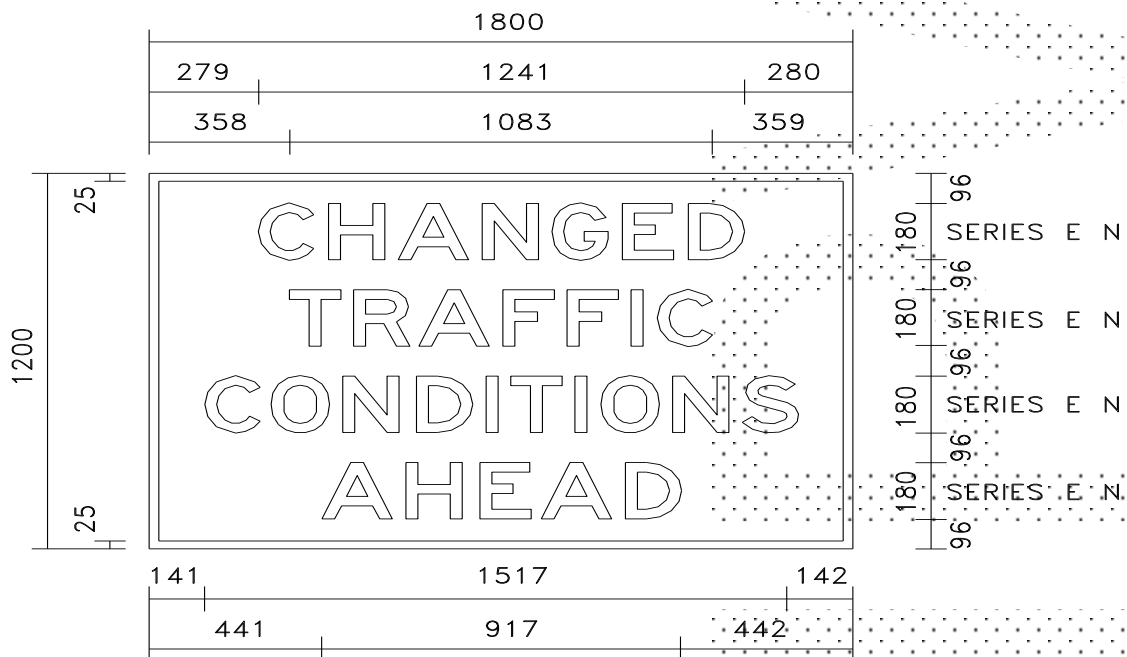 1800
279 1241 280
358 1083 359
25 96
CHANGED 180 SERIES E N
96
TRAFFIC 180 SERIES E N
1200 96
CONDITIONS 180 SERIES E N
96
AHEAD 180 SERIES E N
25 96
141 1517 142
441 917 442